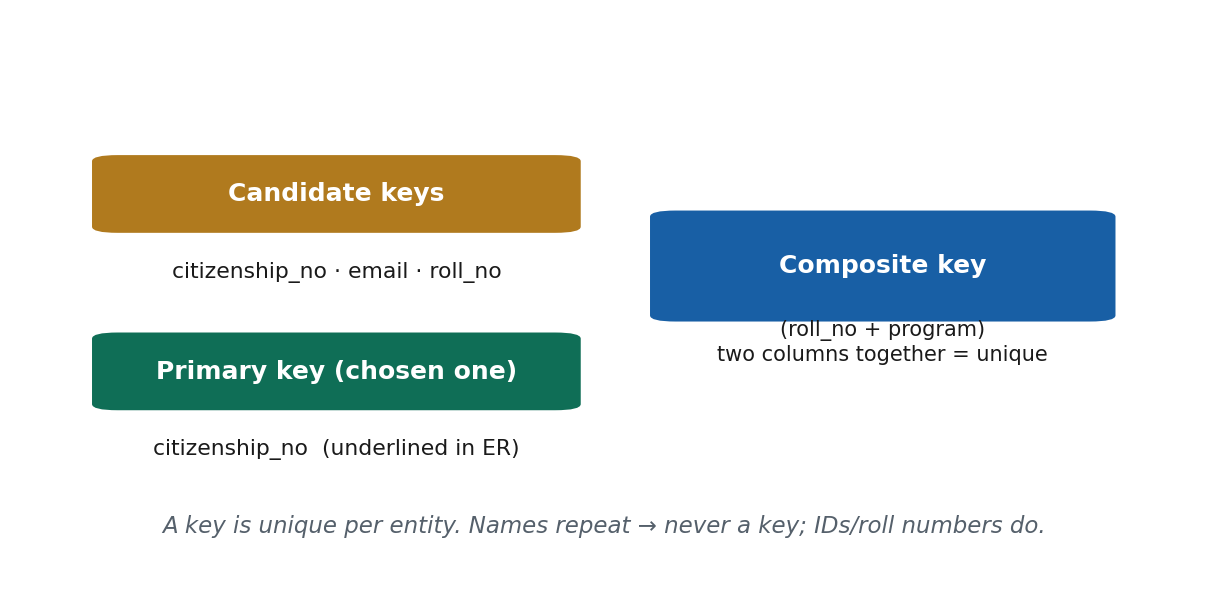 Candidate keys
citizenship_no · email · roll_no
Primary key (chosen one)
citizenship_no  (underlined in ER)
Composite key
(roll_no + program)
two columns together = unique
A key is unique per entity. Names repeat → never a key; IDs/roll numbers do.